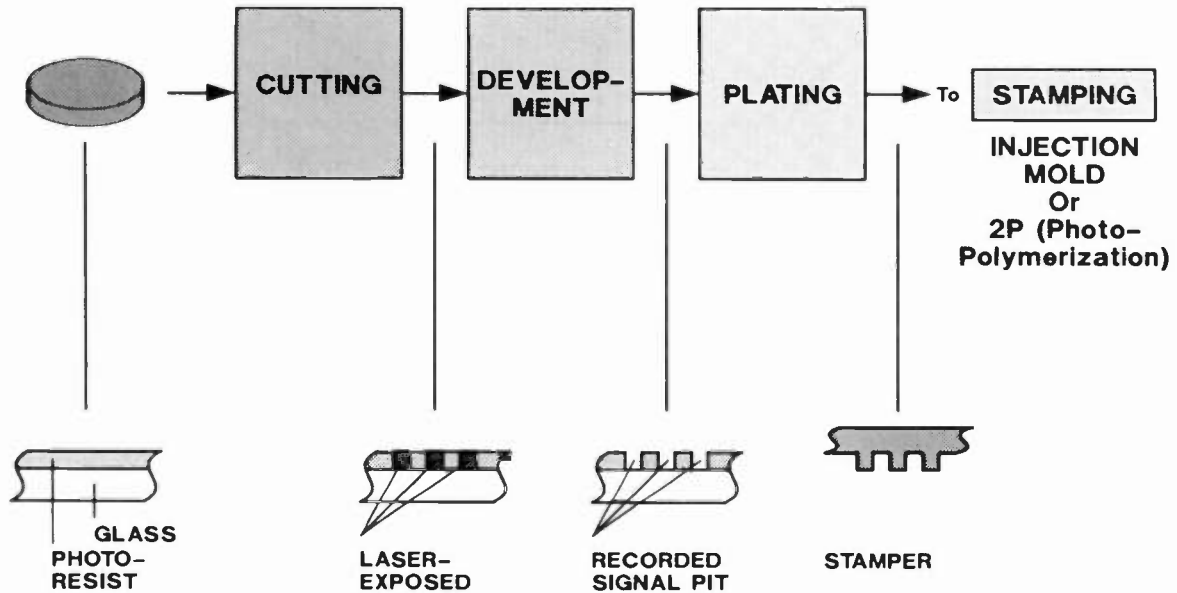 CUTTING
DEVELOP-
MENT
PLATING
To
STAMPING
INJECTION
MOLD
Or
2P (Photo-
Polymerization)
GLASS
PHOTO-
RESIST
LASER-
EXPOSED
RECORDED
SIGNAL PIT
STAMPER